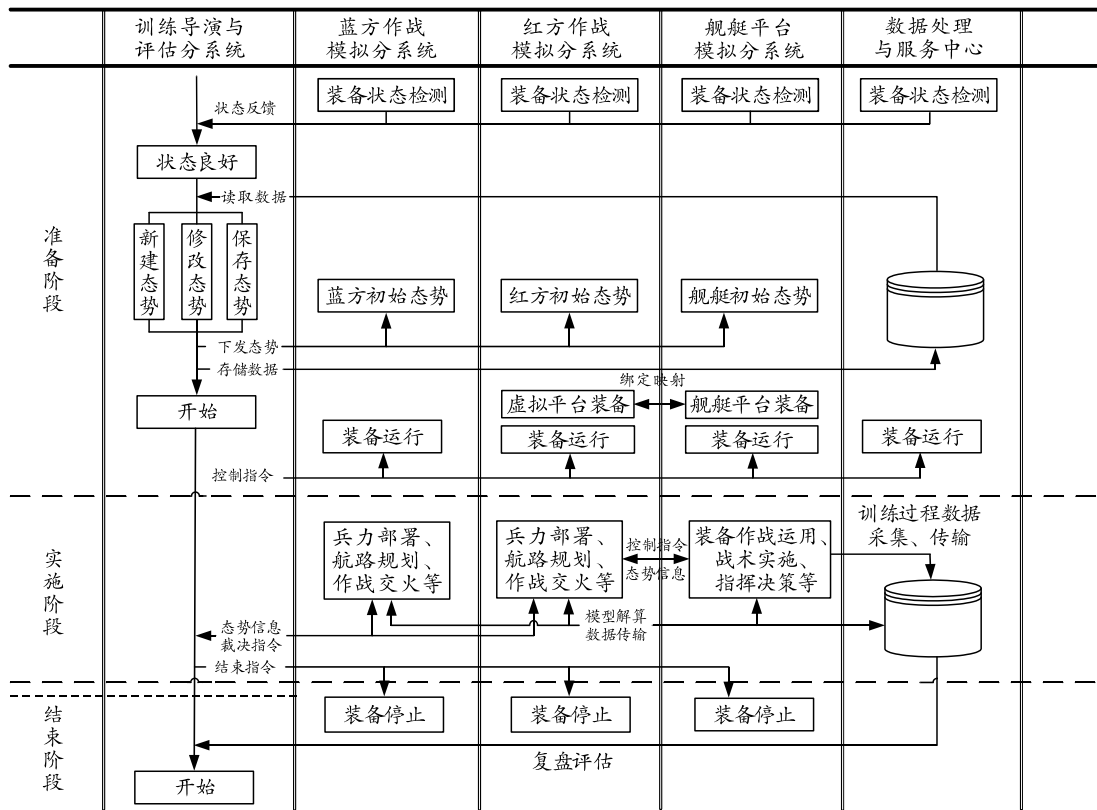 训练导演与
评估分系统
蓝方作战
模拟分系统
红方作战
模拟分系统
舰艇平台
模拟分系统
数据处理
与服务中心
准备阶段
装备状态检测
装备状态检测
装备状态检测
装备状态检测
状态反馈
状态良好
读取数据
新建态势
修改态势
保存态势
蓝方初始态势
红方初始态势
舰艇初始态势
下发态势
存储数据
绑定映射
开始
虚拟平台装备
舰艇平台装备
装备运行
装备运行
装备运行
装备运行
控制指令
实施阶段
兵力部署、
航路规划、
作战交火等
兵力部署、
航路规划、
作战交火等
控制指令
态势信息
装备作战运用、
战术实施、
指挥决策等
训练过程数据
采集、传输
模型解算
数据传输
态势信息
裁决指令
结束指令
结束阶段
装备停止
装备停止
装备停止
复盘评估
开始